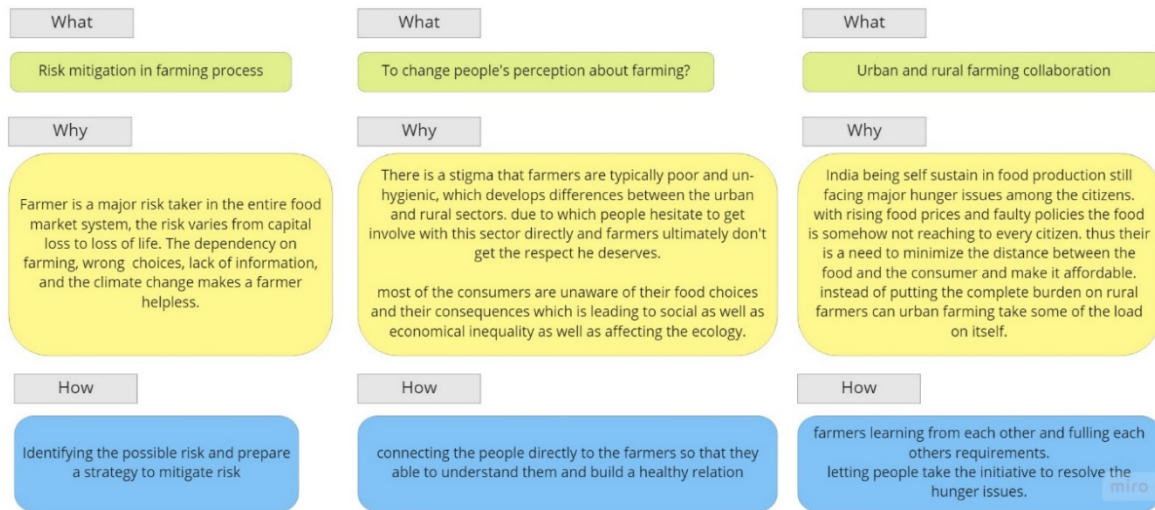 What
Risk mitigation in farming process
Why
Farmer is a major risk taker in the entire food
market system, the risk varies from capital
loss to loss of life. The dependency on
farming, wrong choices, lack of information,
and the climate change makes a farmer
helpless.
How
Identifying the possible risk and prepare
a strategy to mitigate risk
What
To change people's perception about farming?
Why
There is a stigma that farmers are typically poor and un-
hygienic, which develops differences between the urban
and rural sectors. due to which people hesitate to get
involve with this sector directly and farmers ultimately don't
get the respect he deserves.
most of the consumers are unaware of their food choices
and their consequences which is leading to social as well as
economical inequality as well as affecting the ecology.
How
connecting the people directly to the farmers so that they
able to understand them and build a healthy relation
What
Urban and rural farming collaboration
Why
India being self sustain in food production still
facing major hunger issues among the citizens.
with rising food prices and faulty policies the food
is somehow not reaching to every citizen. thus their
is a need to minimize the distance between the
food and the consumer and make it affordable.
instead of putting the complete burden on rural
farmers can urban farming take some of the load
on itself.
How
farmers learning from each other and fulling each
others requirements.
letting people take the initiative to resolve the
hunger issues.
miro